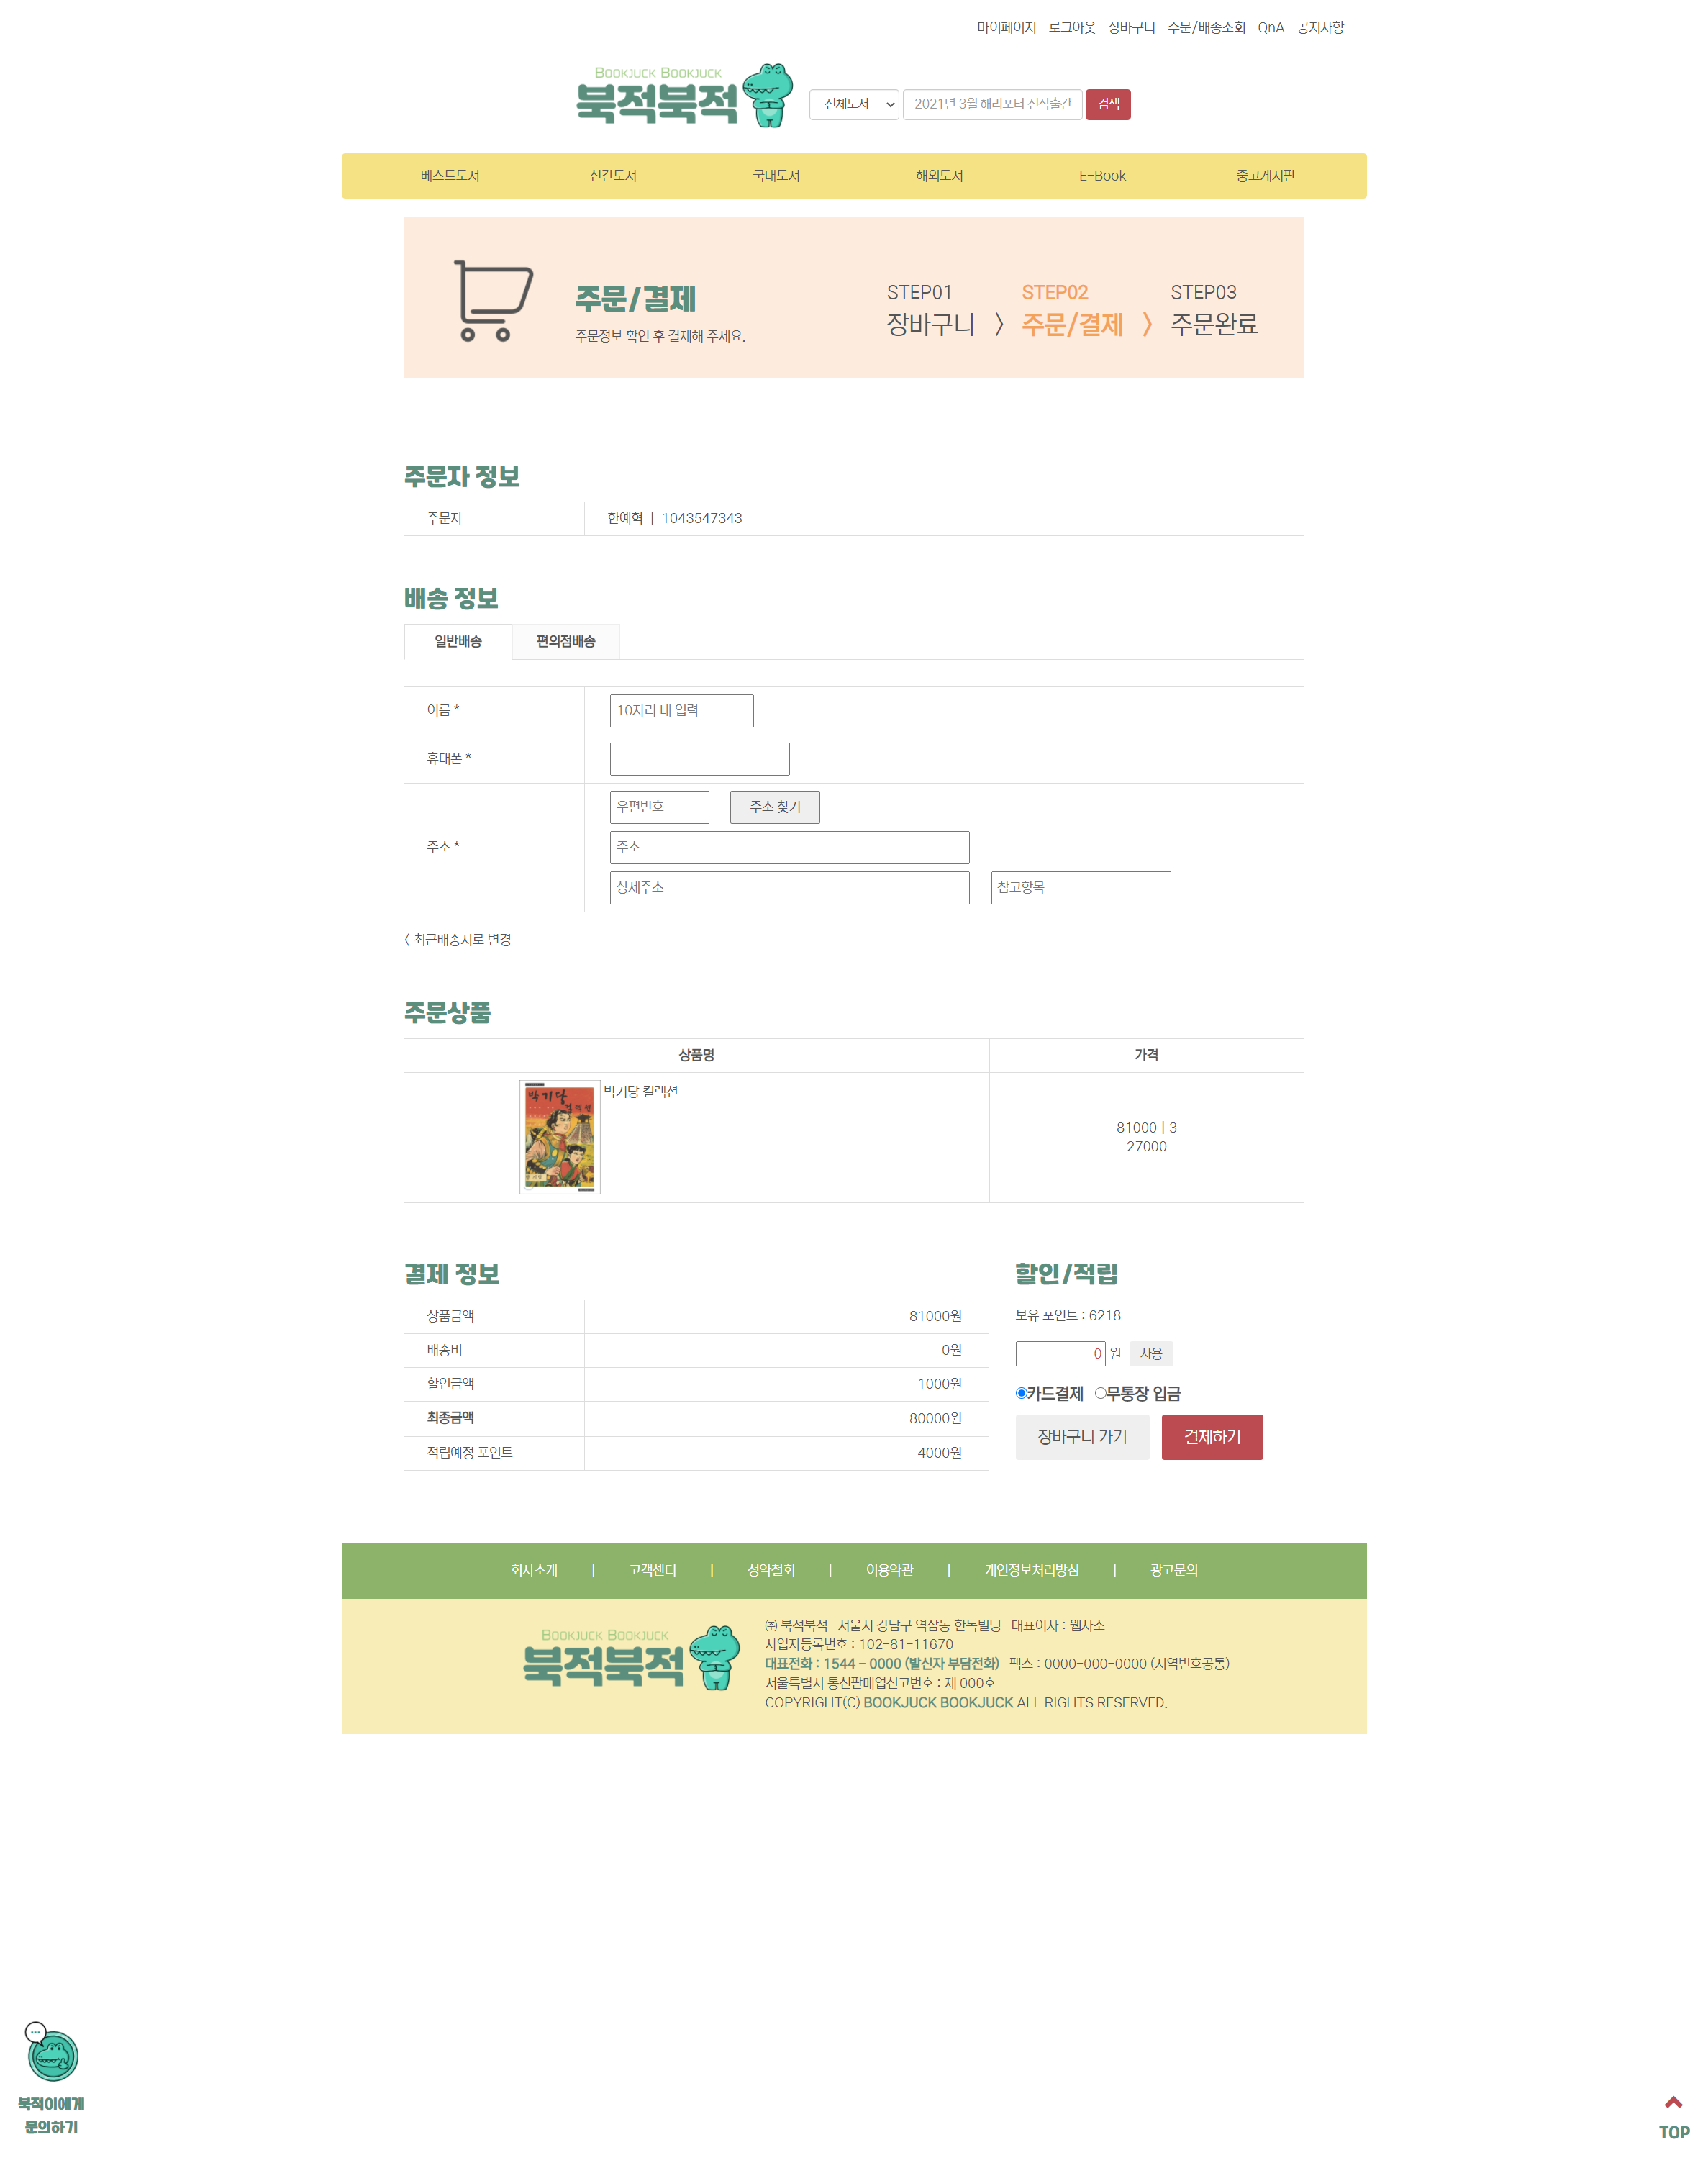 마이페이지 로그아웃 장바구니 주문/배송조회 QnA 공지사항
BOOKJUCK BOOKJUCK
북적북적
전체도서 2021년 3월 해리포터 신작출간 검색
베스트도서 신간도서 국내도서 해외도서 E-Book 중고게시판
주문/결제
주문정보 확인 후 결제해 주세요.
STEP01 STEP02 STEP03
장바구니 〉 주문/결제 〉 주문완료
주문자 정보
주문자 한예혁 | 1043547343
배송 정보
일반배송 편의점배송
이름 * 10자리 내 입력
휴대폰 *
우편번호 주소 찾기
주소 * 주소
상세주소 참고항목
〈 최근배송지로 변경
주문상품
상품명 가격
박기당 컬렉션
박기당
컬렉션
81000 | 3
27000
결제 정보
상품금액 81000원
배송비 0원
할인금액 1000원
최종금액 80000원
적립예정 포인트 4000원
할인/적립
보유 포인트 : 6218
0 원 사용
카드결제 무통장 입금
장바구니 가기 결제하기
회사소개 | 고객센터 | 청약철회 | 이용약관 | 개인정보처리방침 | 광고문의
BOOKJUCK BOOKJUCK
북적북적
㈜ 북적북적 서울시 강남구 역삼동 한독빌딩 대표이사 : 웹사조
사업자등록번호 : 102-81-11670
대표전화 : 1544 - 0000 (발신자 부담전화) 팩스 : 0000-000-0000 (지역번호공통)
서울특별시 통신판매업신고번호 : 제 000호
COPYRIGHT(C) BOOKJUCK BOOKJUCK ALL RIGHTS RESERVED.
북적이에게
문의하기
TOP